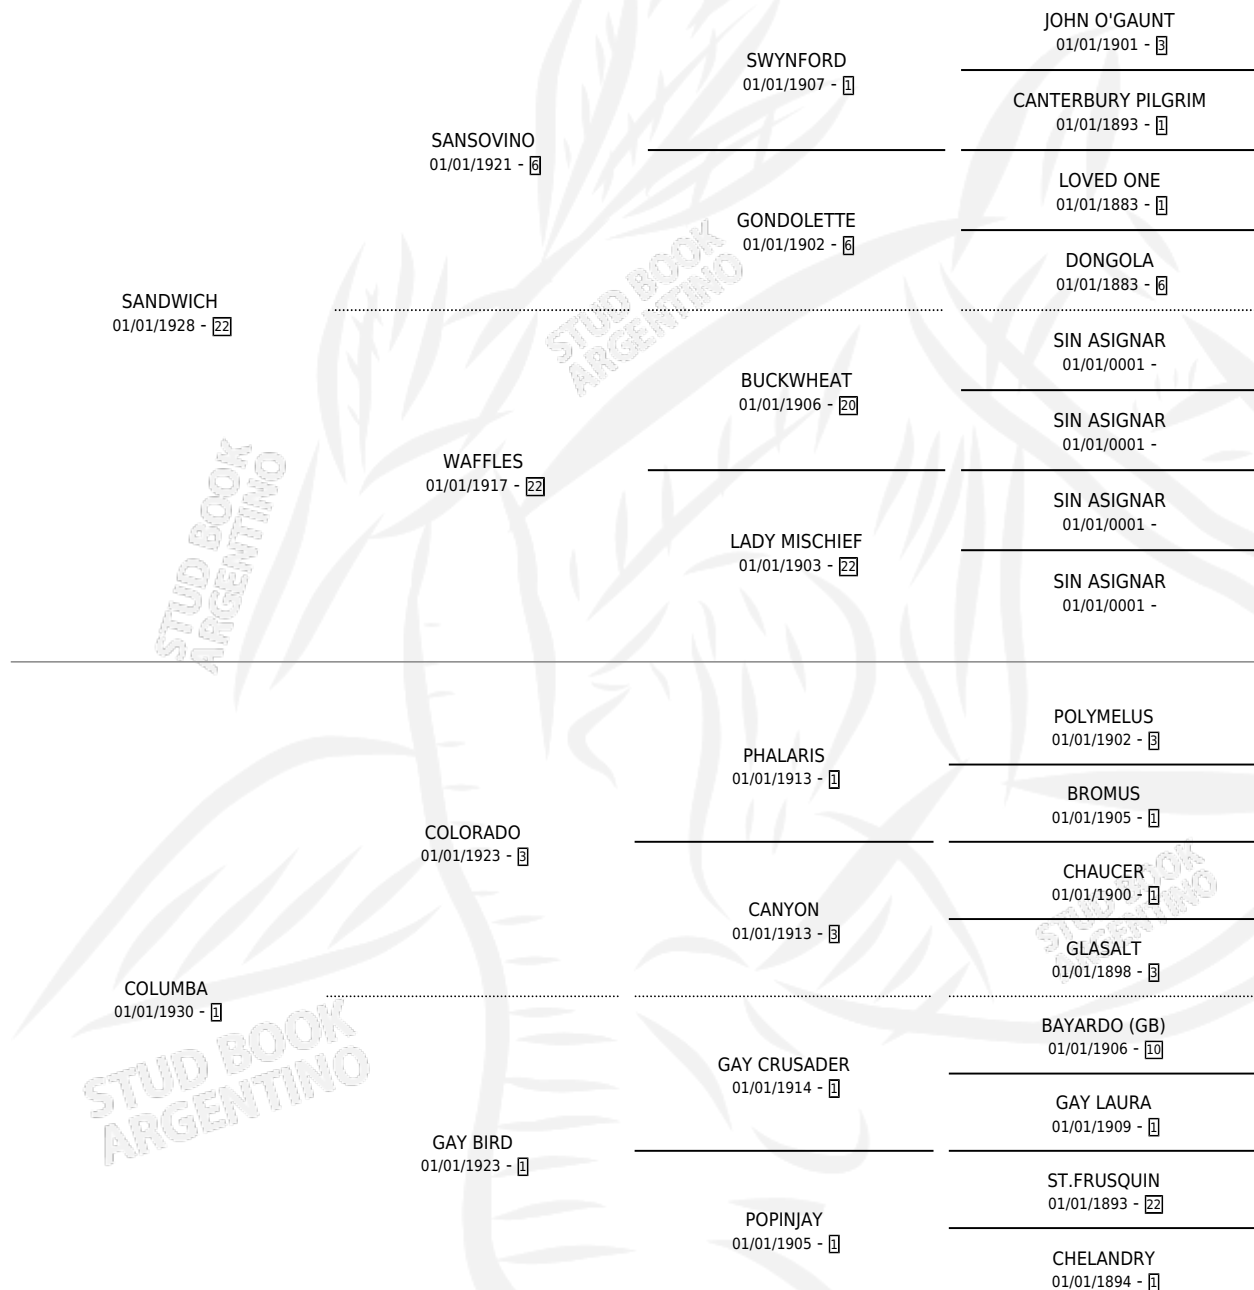 JOHN O'GAUNT
01/01/1901 - 3
SWYNFORD
01/01/1907 - 1
CANTERBURY PILGRIM
01/01/1893 - 1
SANSOVINO
01/01/1921 - 6
LOVED ONE
01/01/1883 - 1
GONDOLETTE
01/01/1902 - 6
DONGOLA
01/01/1883 - 6
SANDWICH
01/01/1928 - 22
SIN ASIGNAR
01/01/0001 -
BUCKWHEAT
01/01/1906 - 20
SIN ASIGNAR
01/01/0001 -
WAFFLES
01/01/1917 - 22
SIN ASIGNAR
01/01/0001 -
LADY MISCHIEF
01/01/1903 - 22
SIN ASIGNAR
01/01/0001 -
POLYMELUS
01/01/1902 - 3
PHALARIS
01/01/1913 - 1
BROMUS
01/01/1905 - 1
COLORADO
01/01/1923 - 3
CHAUCER
01/01/1900 - 1
CANYON
01/01/1913 - 3
GLASALT
01/01/1898 - 3
COLUMBA
01/01/1930 - 1
BAYARDO (GB)
01/01/1906 - 10
GAY CRUSADER
01/01/1914 - 1
GAY LAURA
01/01/1909 - 1
GAY BIRD
01/01/1923 - 1
ST.FRUSQUIN
01/01/1893 - 22
POPINJAY
01/01/1905 - 1
CHELANDRY
01/01/1894 - 1
STUD BOOK
ARGENTINO
STUD BOOK
ARGENTINO
STUD BOOK
ARGENTINO
STUD BOOK
ARGENTINO